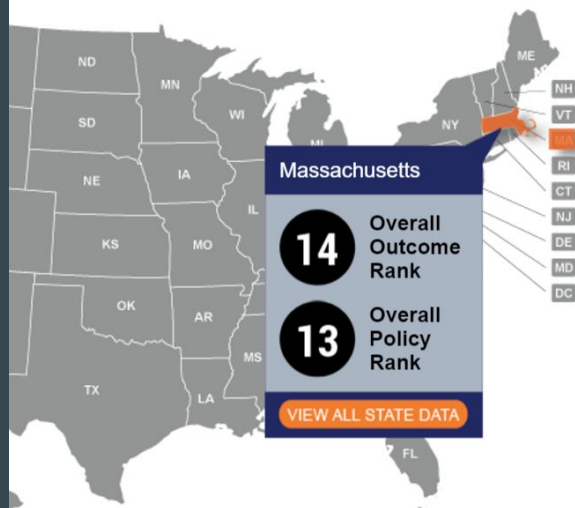 ME
ND
MN
NH
VT
SD
WI
NY
MA
MI
RI
Massachusetts
NE
IA
CT
IL
NJ
14
Overall
Outcome
Rank
DE
KS
MO
MD
DC
OK
AR
13
Overall
Policy
Rank
MS
TX
LA
VIEW ALL STATE DATA
FL